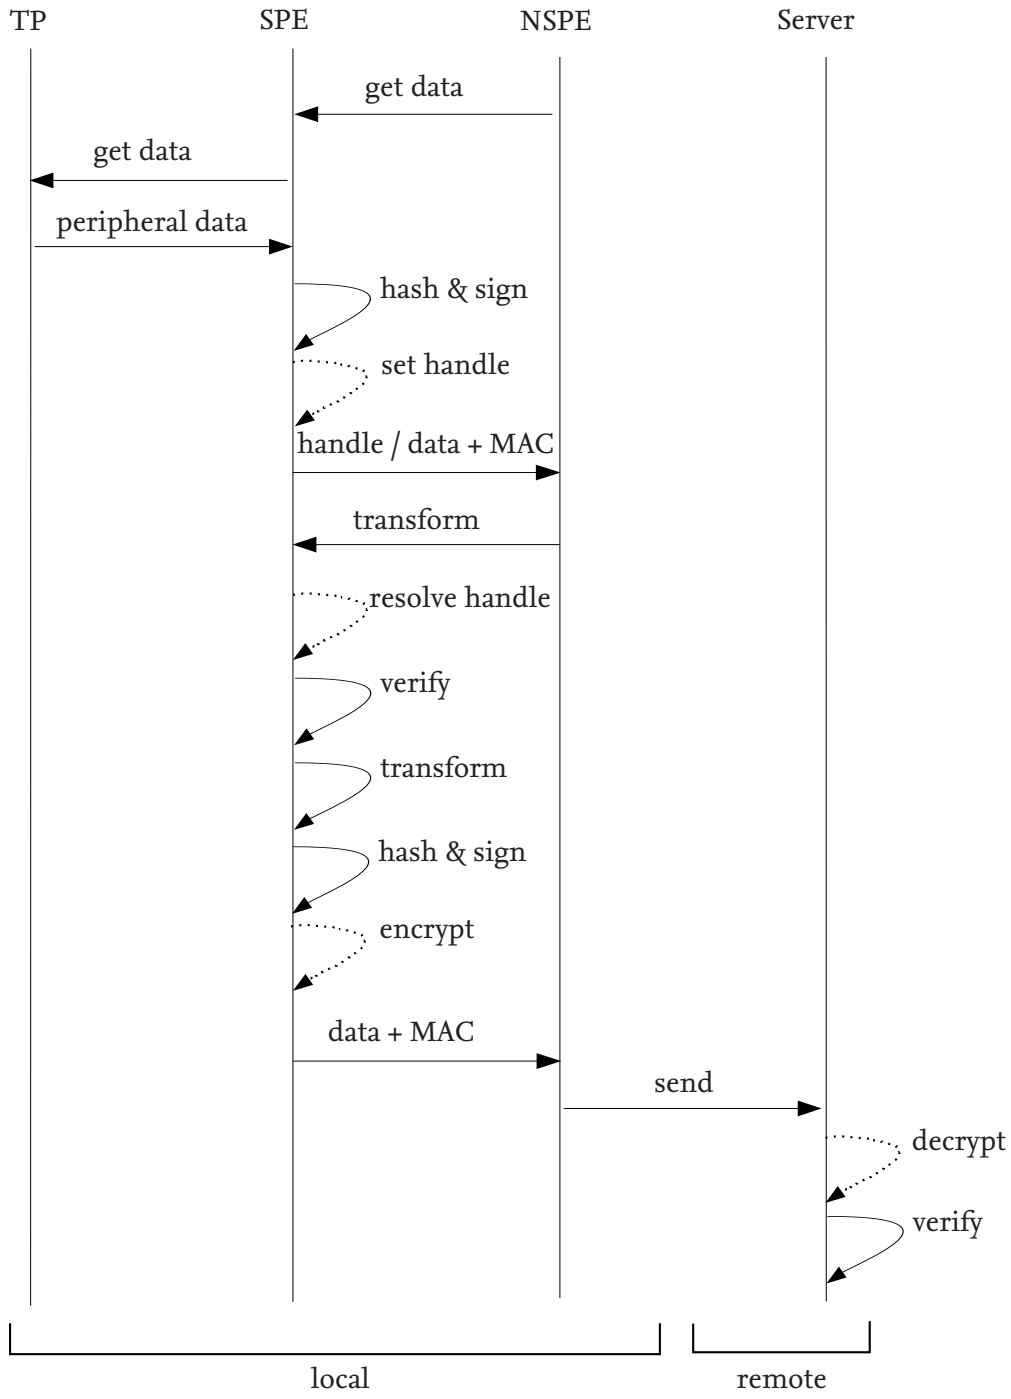 TP SPE NSPE Server
get data
get data
peripheral data
hash & sign
set handle
handle / data + MAC
transform
resolve handle
verify
transform
hash & sign
encrypt
data + MAC
send
decrypt
verify
local remote